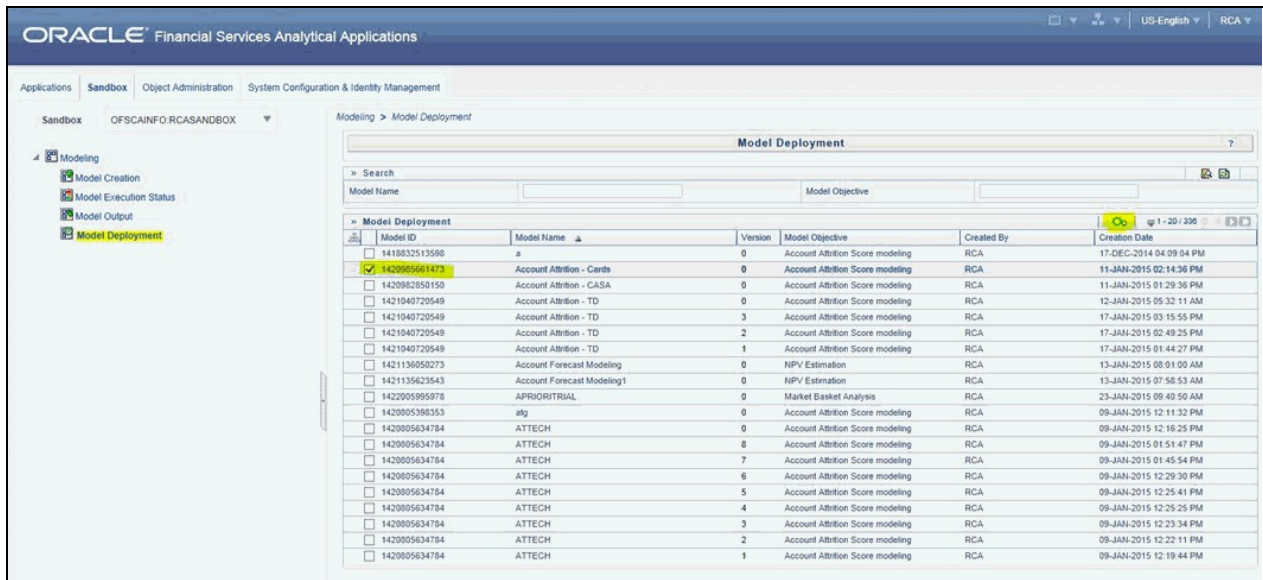 US-English RCA
ORACLE® Financial Services Analytical Applications
Applications Sandbox Object Administration System Configuration & Identity Management
Sandbox OFSCAINFO:RCASANDBOX
Modeling > Model Deployment
Modeling
Model Creation
Model Execution Status
Model Output
Model Deployment
Model Deployment ?
» Search
Model Name Model Objective
» Model Deployment 1 - 20 / 336
Model ID Model Name Version Model Objective Created By Creation Date
1418832513598 a 0 Account Attrition Score modeling RCA 17-DEC-2014 04:09:04 PM
1420985661473 Account Attrition - Cards 0 Account Attrition Score modeling RCA 11-JAN-2015 02:14:36 PM
1420982850150 Account Attrition - CASA 0 Account Attrition Score modeling RCA 11-JAN-2015 01:29:36 PM
1421040720549 Account Attrition - TD 0 Account Attrition Score modeling RCA 12-JAN-2015 05:32:11 AM
1421040720549 Account Attrition - TD 3 Account Attrition Score modeling RCA 17-JAN-2015 03:15:55 PM
1421040720549 Account Attrition - TD 2 Account Attrition Score modeling RCA 17-JAN-2015 02:49:25 PM
1421040720549 Account Attrition - TD 1 Account Attrition Score modeling RCA 17-JAN-2015 01:44:27 PM
1421136050273 Account Forecast Modeling 0 NPV Estimation RCA 13-JAN-2015 08:01:00 AM
1421135623543 Account Forecast Modeling1 0 NPV Estimation RCA 13-JAN-2015 07:58:53 AM
1422005995978 APRIORITRIAL 0 Market Basket Analysis RCA 23-JAN-2015 09:40:50 AM
1420805398353 atg 0 Account Attrition Score modeling RCA 09-JAN-2015 12:11:32 PM
1420805634784 ATTECH 0 Account Attrition Score modeling RCA 09-JAN-2015 12:16:25 PM
1420805634784 ATTECH 8 Account Attrition Score modeling RCA 09-JAN-2015 01:51:47 PM
1420805634784 ATTECH 7 Account Attrition Score modeling RCA 09-JAN-2015 01:45:54 PM
1420805634784 ATTECH 6 Account Attrition Score modeling RCA 09-JAN-2015 12:29:30 PM
1420805634784 ATTECH 5 Account Attrition Score modeling RCA 09-JAN-2015 12:25:41 PM
1420805634784 ATTECH 4 Account Attrition Score modeling RCA 09-JAN-2015 12:25:25 PM
1420805634784 ATTECH 3 Account Attrition Score modeling RCA 09-JAN-2015 12:23:34 PM
1420805634784 ATTECH 2 Account Attrition Score modeling RCA 09-JAN-2015 12:22:11 PM
1420805634784 ATTECH 1 Account Attrition Score modeling RCA 09-JAN-2015 12:19:44 PM